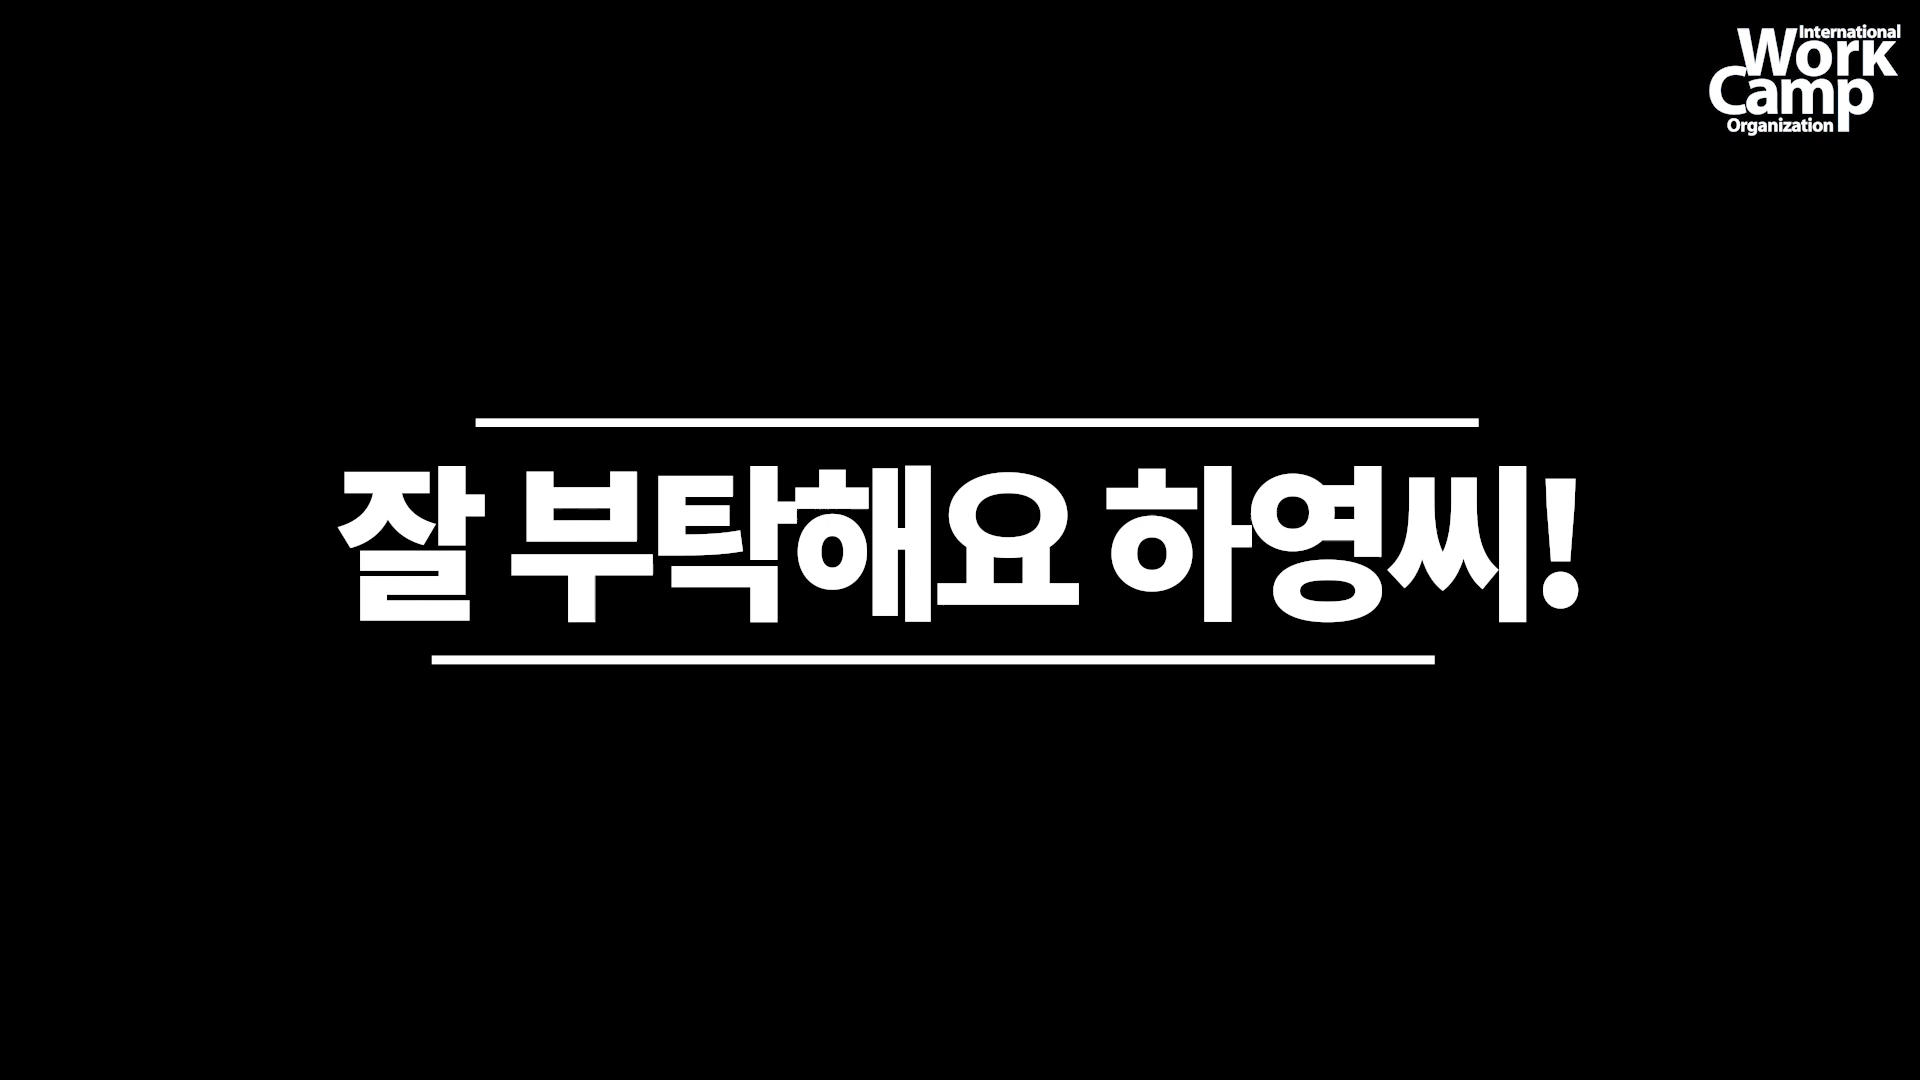 International
Work
Camp
Organization
잘 부탁해요 하영씨!